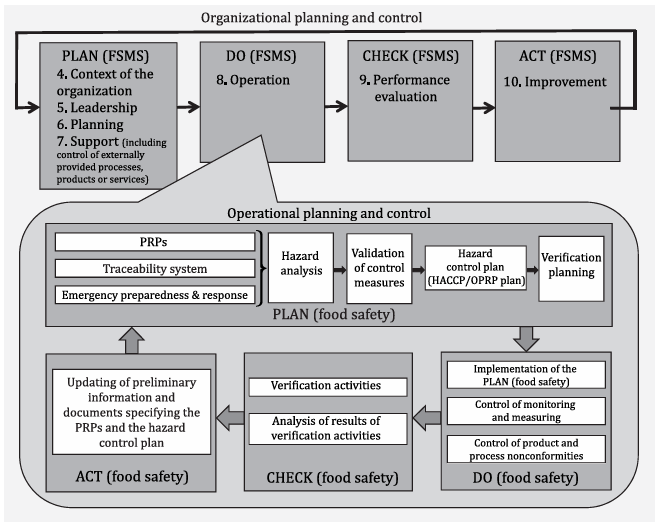 Organizational planning and control
PLAN (FSMS)
4. Context of the
organization
5. Leadership
6. Planning
7. Support (including
control of externally
provided processes,
products or services)
DO (FSMS)
8. Operation
CHECK (FSMS)
9. Performance
evaluation
ACT (FSMS)
10. Improvement
Operational planning and control
PRPs
Traceability system
Emergency preparedness & response
Hazard
analysis
Validation
of control
measures
Hazard
control plan
(HACCP/OPRP plan)
Verification
planning
PLAN (food safety)
Updating of preliminary
information and
documents specifying the
PRPs and the hazard
control plan
ACT (food safety)
Verification activities
Analysis of results of
verification activities
CHECK (food safety)
Implementation of the
PLAN (food safety)
Control of monitoring
and measuring
Control of product and
process nonconformities
DO (food safety)